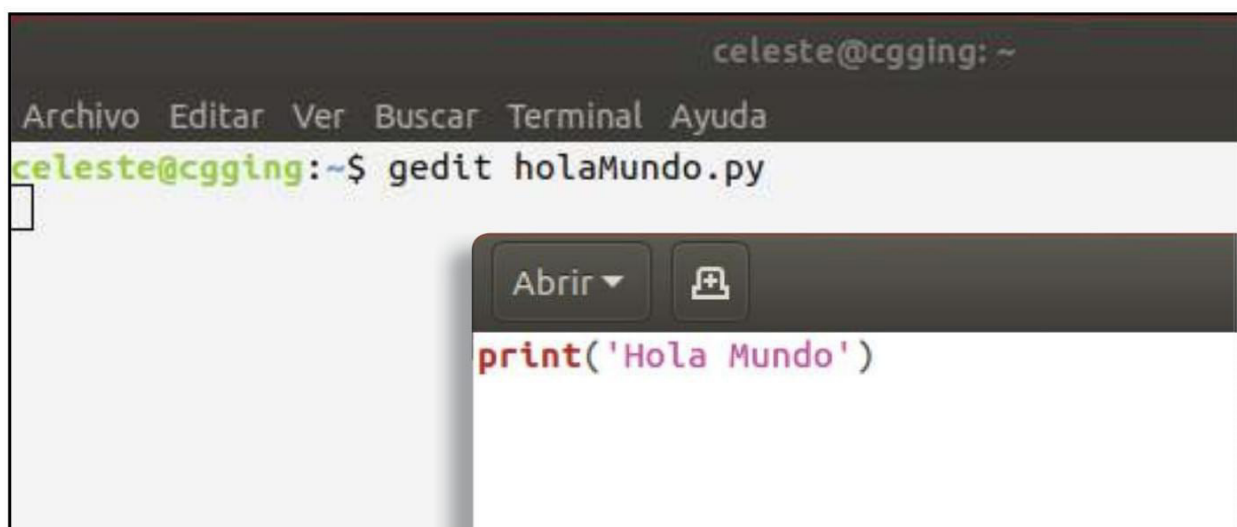 celeste@cgging: ~
Archivo Editar Ver Buscar Terminal Ayuda
celeste@cgging:~$ gedit holaMundo.py
Abrir
print('Hola Mundo')